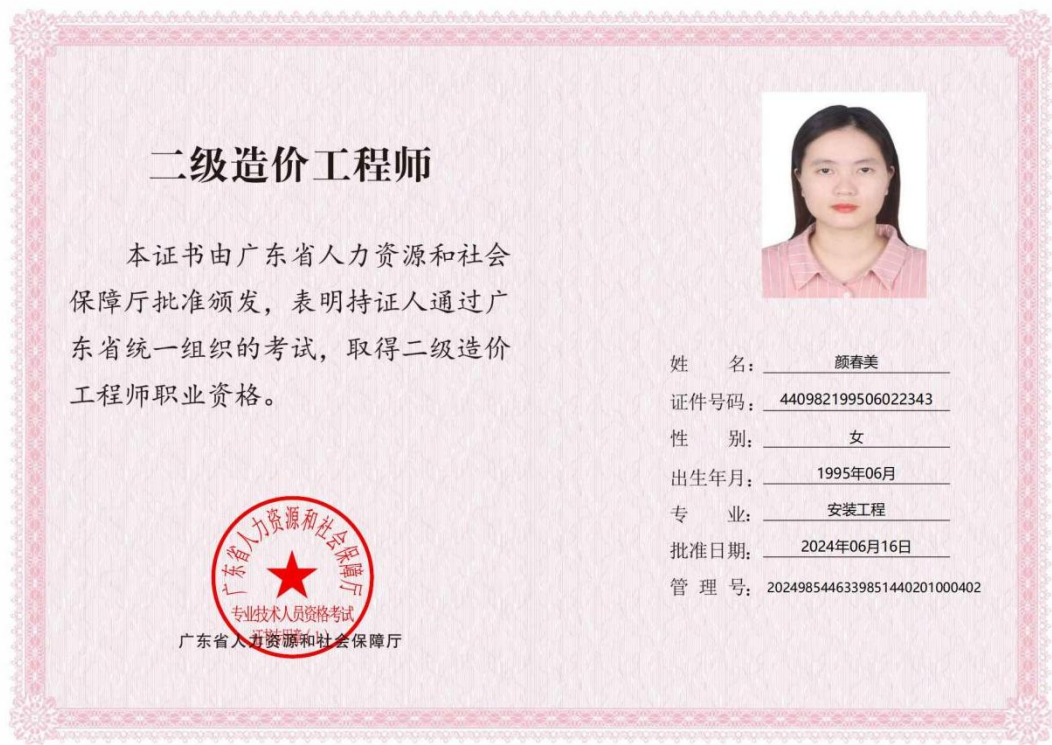 二级造价工程师
本证书由广东省人力资源和社会
保障厅批准颁发，表明持证人通过广
东省统一组织的考试，取得二级造价
工程师职业资格。
广东省人力资源和社会保障厅
专业技术人员资格考试
广东省人力资源和社会保障厅
姓 名：颜春美
证件号码：440982199506022343
性 别：女
出生年月：1995年06月
专 业：安装工程
批准日期：2024年06月16日
管 理 号：20249854463398514402010​00402